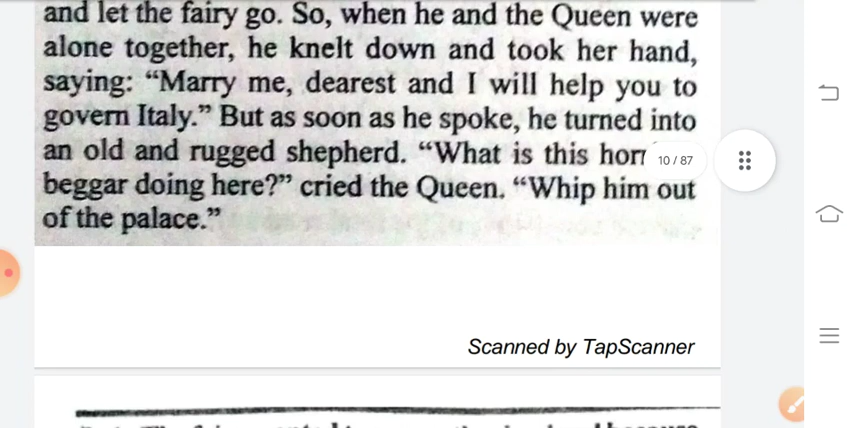 and let the fairy go. So, when he and the Queen were
alone together, he knelt down and took her hand,
saying: “Marry me, dearest and I will help you to
govern Italy.” But as soon as he spoke, he turned into
an old and rugged shepherd. “What is this
10 / 87
beggar doing here?” cried the Queen. “Whip him out
of the palace.”
Scanned by TapScanner